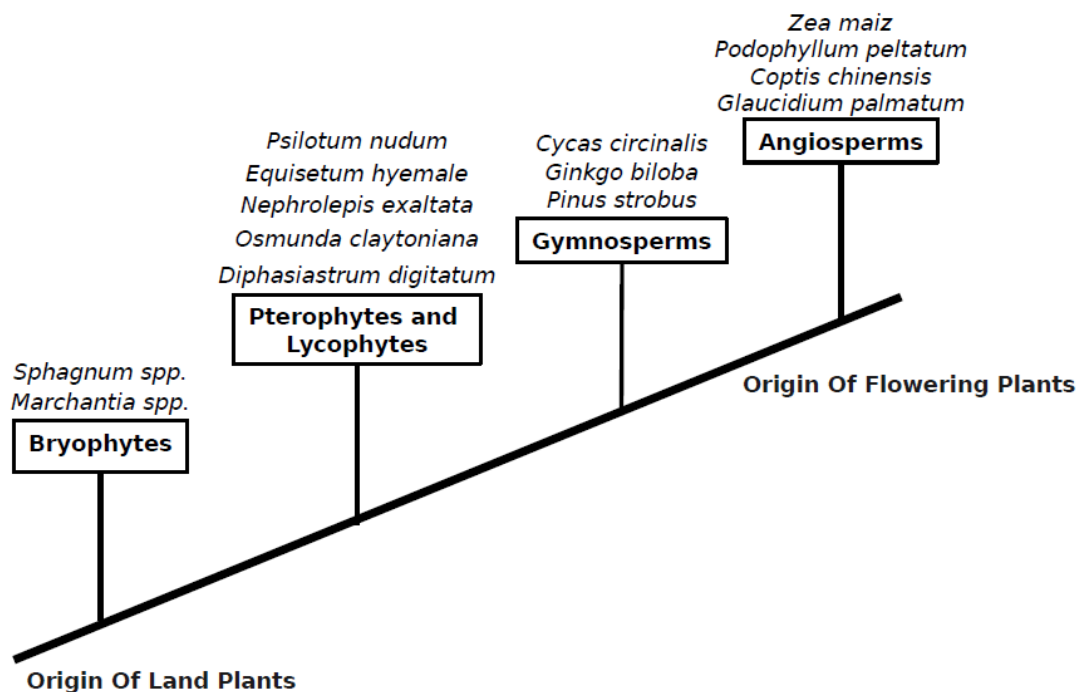 Zea maiz
Podophyllum peltatum
Coptis chinensis
Glaucidium palmatum
Angiosperms
Psilotum nudum
Equisetum hyemale
Nephrolepis exaltata
Osmunda claytoniana
Diphasiastrum digitatum
Pterophytes and
Lycophytes
Cycas circinalis
Ginkgo biloba
Pinus strobus
Gymnosperms
Sphagnum spp.
Marchantia spp.
Bryophytes
Origin Of Flowering Plants
Origin Of Land Plants